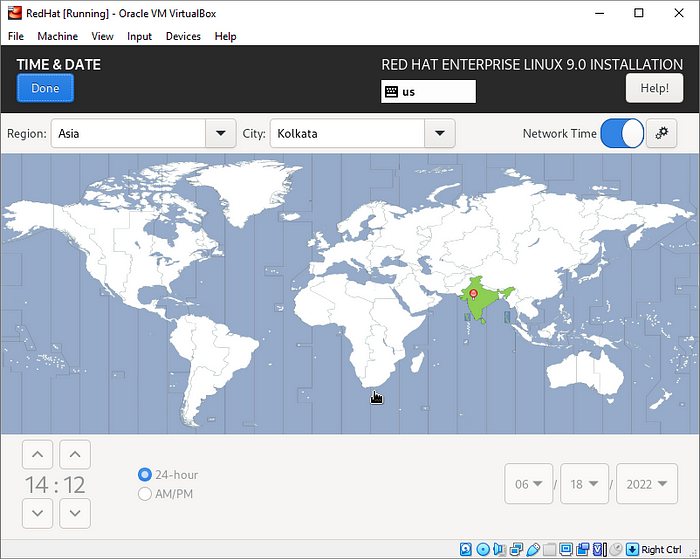 RedHat [Running] - Oracle VM VirtualBox
File Machine View Input Devices Help
TIME & DATE
RED HAT ENTERPRISE LINUX 9.0 INSTALLATION
Done
us
Help!
Region: Asia City: Kolkata Network Time
14:12
24-hour
AM/PM
06 / 18 / 2022
Right Ctrl